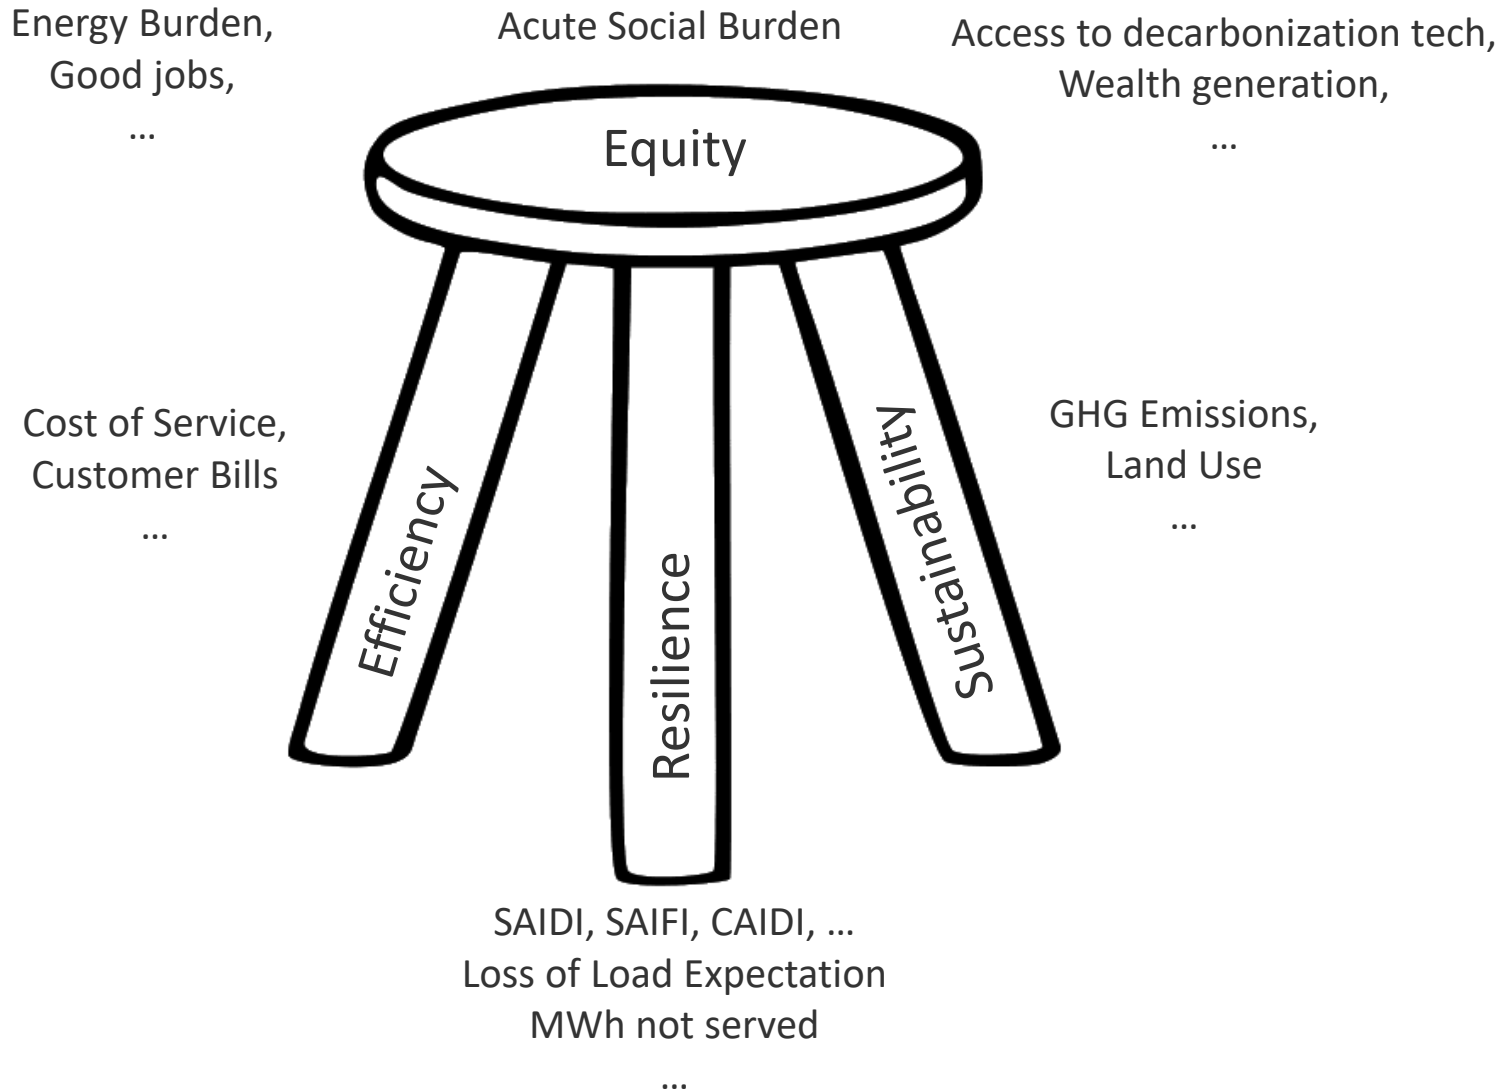 Energy Burden,
Good jobs,
...
Acute Social Burden
Access to decarbonization tech,
Wealth generation,
...
Equity
Cost of Service,
Customer Bills
...
Efficiency
Resilience
Sustainability
GHG Emissions,
Land Use
...
SAIDI, SAIFI, CAIDI, ...
Loss of Load Expectation
MWh not served
...